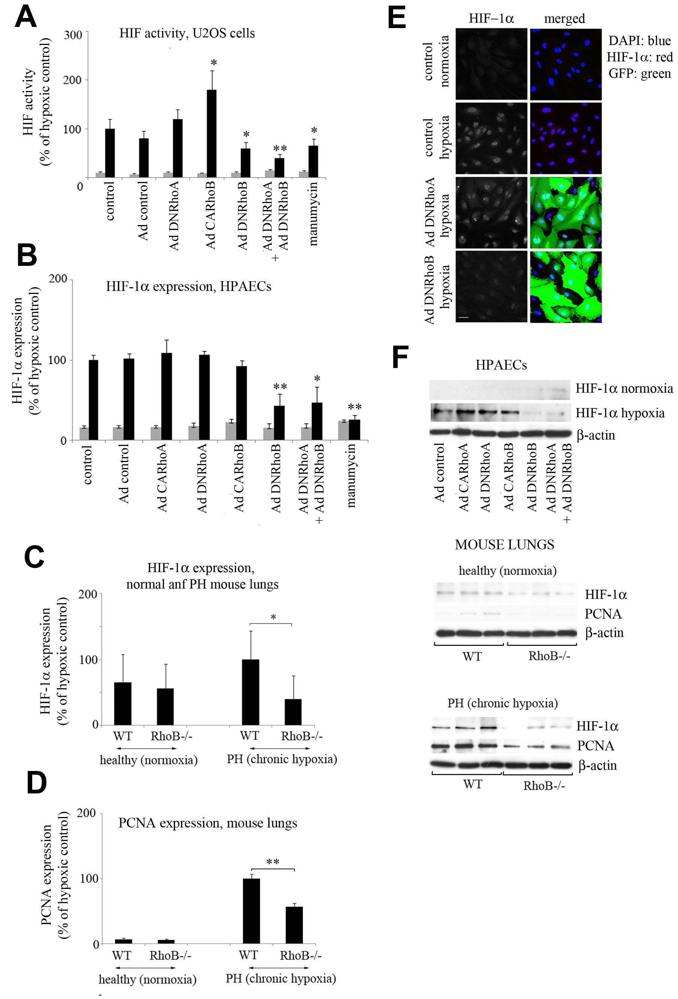 A
HIF activity, U2OS cells
HIF activity
(% of hypoxic control)
300
200
100
0
*
*
**
*
control
Ad control
Ad DNRhoA
Ad CARhoB
Ad DNRhoB
Ad DNRhoA
+ Ad DNRhoB
manumycin
B
HIF-1α expression, HPAECs
HIF-1α expression
(% of hypoxic control)
200
100
0
**
*
**
control
Ad control
Ad CARhoA
Ad DNRhoA
Ad CARhoB
Ad DNRhoB
Ad DNRhoA
+ Ad DNRhoB
manumycin
C
HIF-1α expression,
normal anf PH mouse lungs
HIF-1α expression
(% of hypoxic control)
200
100
0
*
WT RhoB-/- WT RhoB-/-
healthy (normoxia) PH (chronic hypoxia)
D
PCNA expression, mouse lungs
PCNA expression
(% of hypoxic control)
200
100
0
**
WT RhoB-/- WT RhoB-/-
healthy (normoxia) PH (chronic hypoxia)
E
HIF–1α merged
control
normoxia
control
hypoxia
Ad DNRhoA
hypoxia
Ad DNRhoB
hypoxia
DAPI: blue
HIF-1α: red
GFP: green
F
HPAECs
HIF-1α normoxia
HIF-1α hypoxia
β-actin
Ad control
Ad CARhoA
Ad DNRhoA
Ad CARhoB
Ad DNRhoB
Ad DNRhoA
+ Ad DNRhoB
MOUSE LUNGS
healthy (normoxia)
HIF-1α
PCNA
β-actin
WT RhoB-/-
PH (chronic hypoxia)
HIF-1α
PCNA
β-actin
WT RhoB-/-